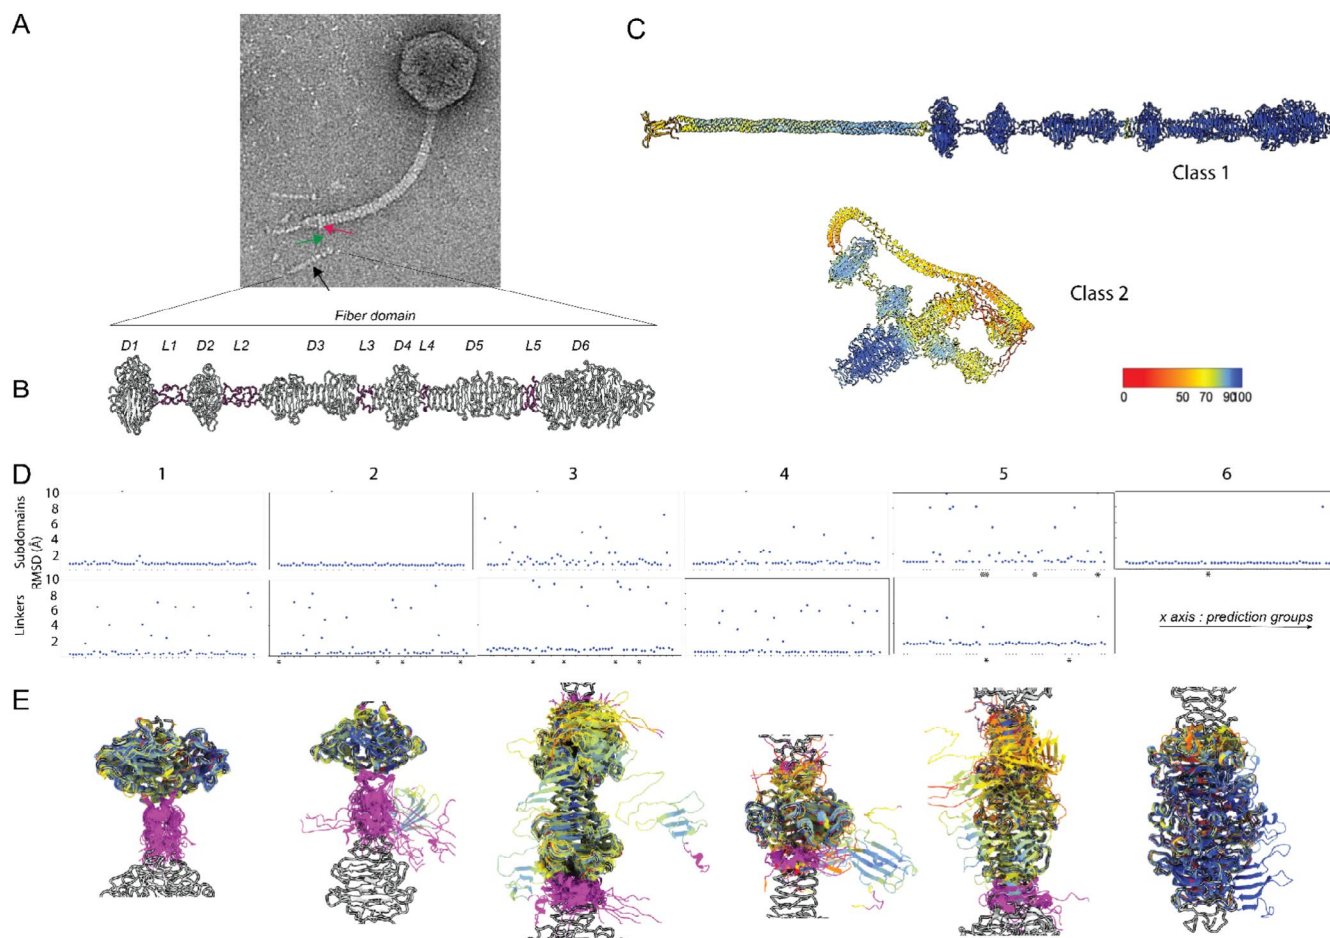 A
C
Class 1
Class 2
0 50 70 90 100
Fiber domain
D1 L1 D2 L2 D3 L3 D4 L4 D5 L5 D6
B
D
1 2 3 4 5 6
Subdomains
Linkers
RMSD (Å)
10
8
6
4
2
10
8
6
4
2
** * * *
* * * * * * * * * *
x axis : prediction groups
E